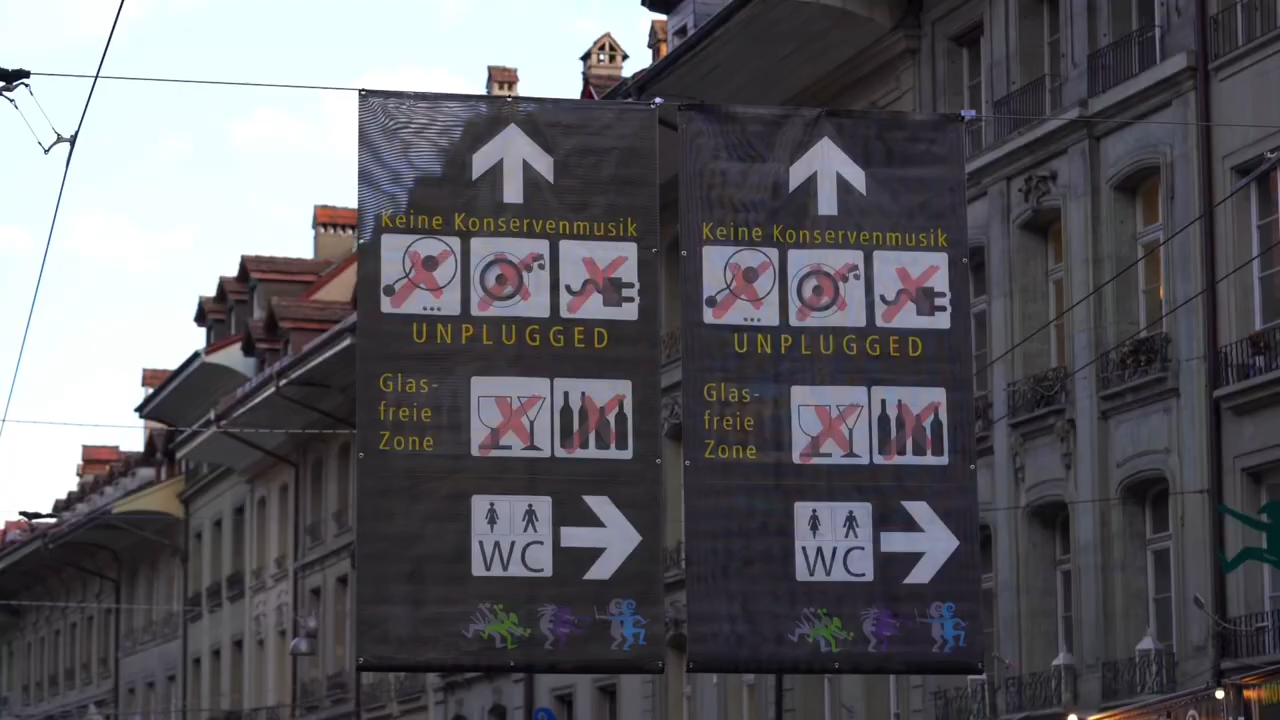 Keine Konservenmusik
UNPLUGGED
Glas-
freie
Zone
WC
Keine Konservenmusik
UNPLUGGED
Glas-
freie
Zone
WC